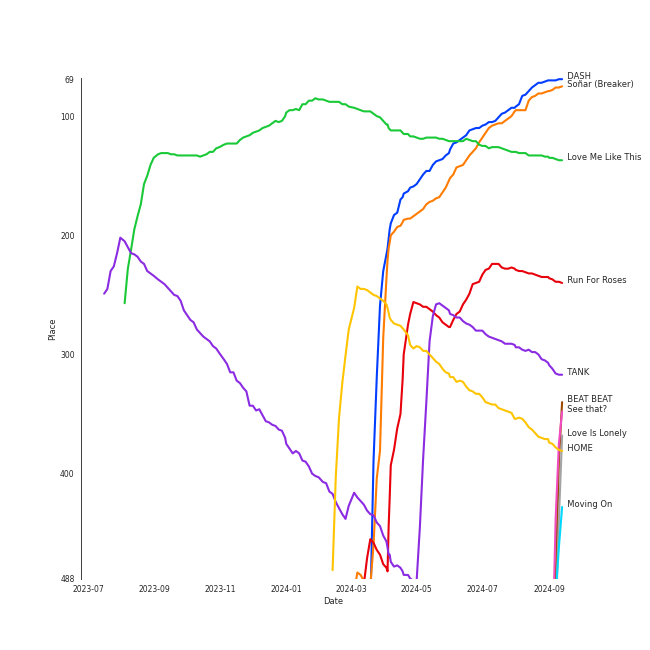 69
100
200
300
400
488
Place
2023-07
2023-09
2023-11
2024-01
2024-03
2024-05
2024-07
2024-09
Date
DASH
Soñar (Breaker)
Love Me Like This
Run For Roses
TANK
BEAT BEAT
See that?
Love Is Lonely
HOME
Moving On